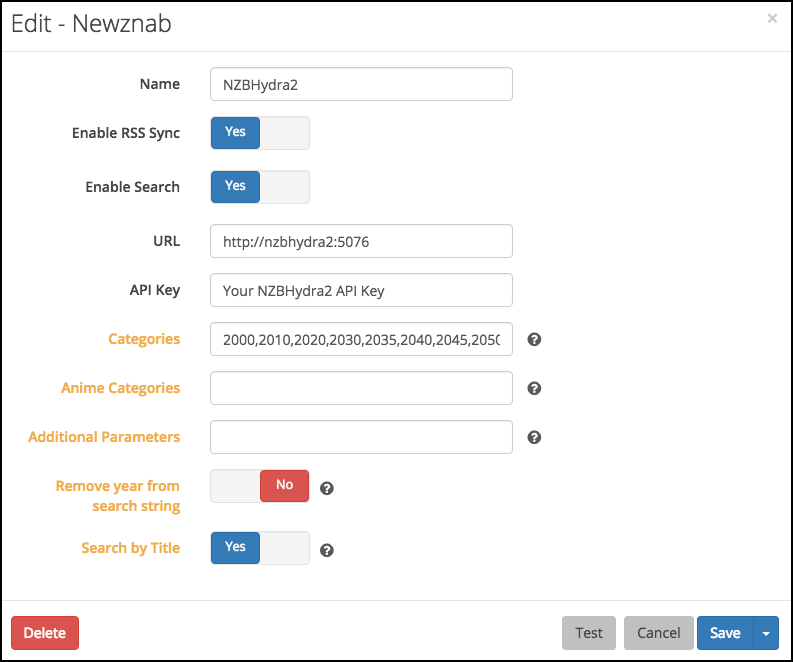 Edit - Newznab
×
Name
NZBHydra2
Enable RSS Sync
Yes
Enable Search
Yes
URL
http://nzbhydra2:5076
API Key
Your NZBHydra2 API Key
Categories
2000,2010,2020,2030,2035,2040,2045,2050
Anime Categories
Additional Parameters
Remove year from
search string
No
Search by Title
Yes
Delete
Test
Cancel
Save